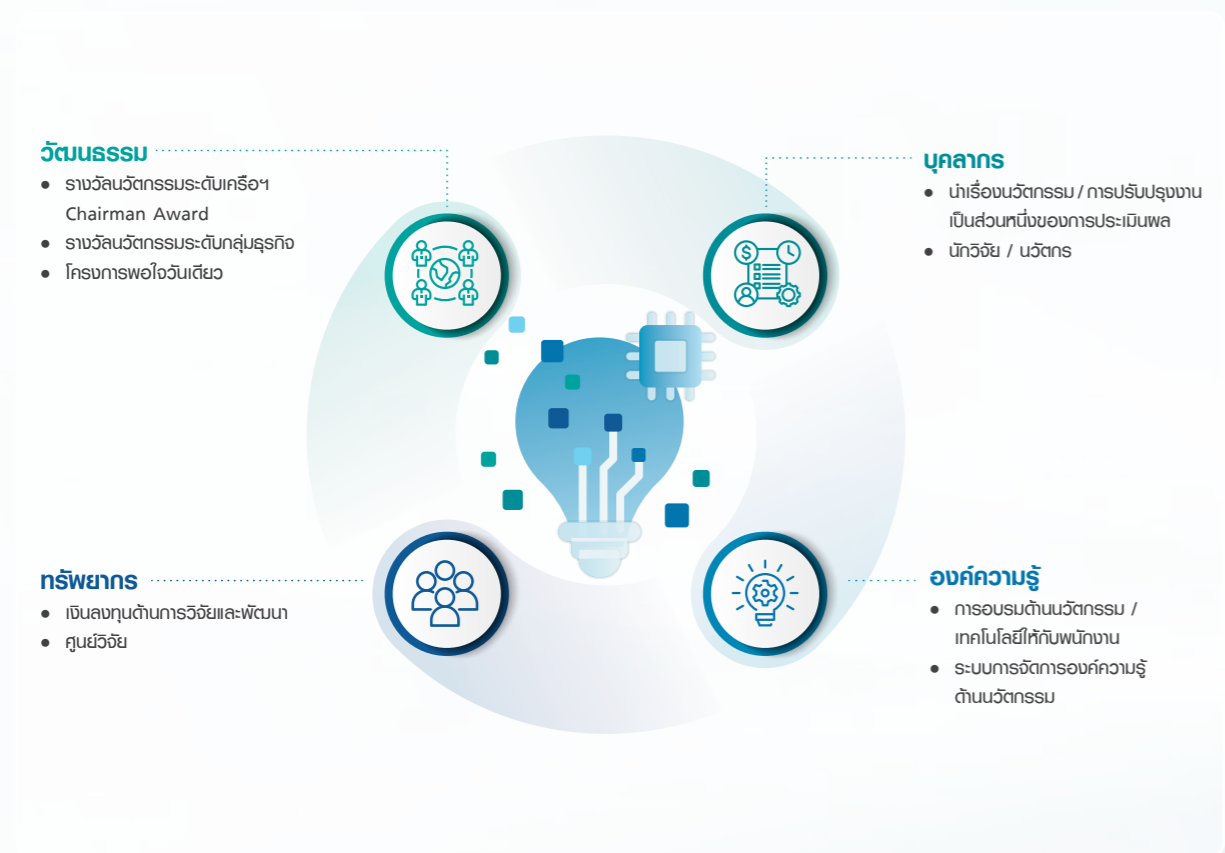 วัฒนธรรม
● รางวัลนวัตกรรมระดับเครือฯ
Chairman Award
● รางวัลนวัตกรรมระดับกลุ่มธุรกิจ
● โครงการพอใจวันเดียว
บุคลากร
● นำเรื่องนวัตกรรม / การปรับปรุงงาน
เป็นส่วนหนึ่งของการประเมินผล
● นักวิจัย / นวัตกร
ทรัพยากร
● เงินลงทุนด้านการวิจัยและพัฒนา
● ศูนย์วิจัย
องค์ความรู้
● การอบรมด้านนวัตกรรม /
เทคโนโลยีให้กับพนักงาน
● ระบบการจัดการองค์ความรู้
ด้านนวัตกรรม